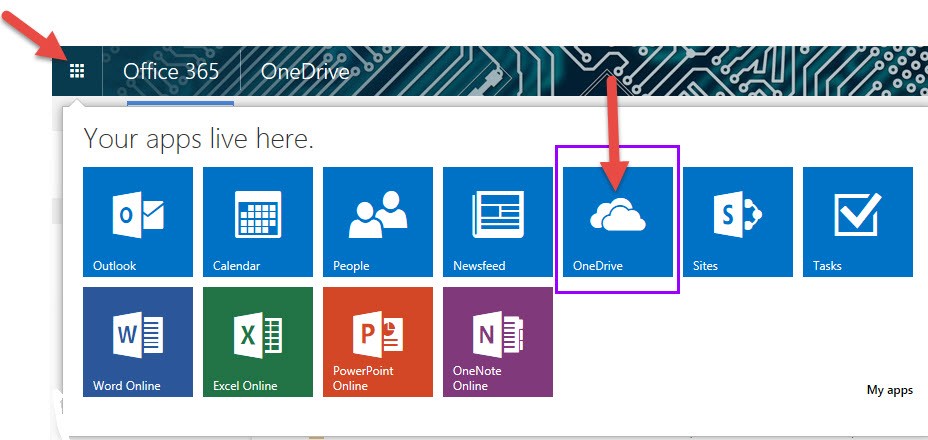 Office 365 OneDrive
Your apps live here.
Outlook Calendar People Newsfeed OneDrive Sites Tasks
Word Online Excel Online PowerPoint Online OneNote Online
My apps